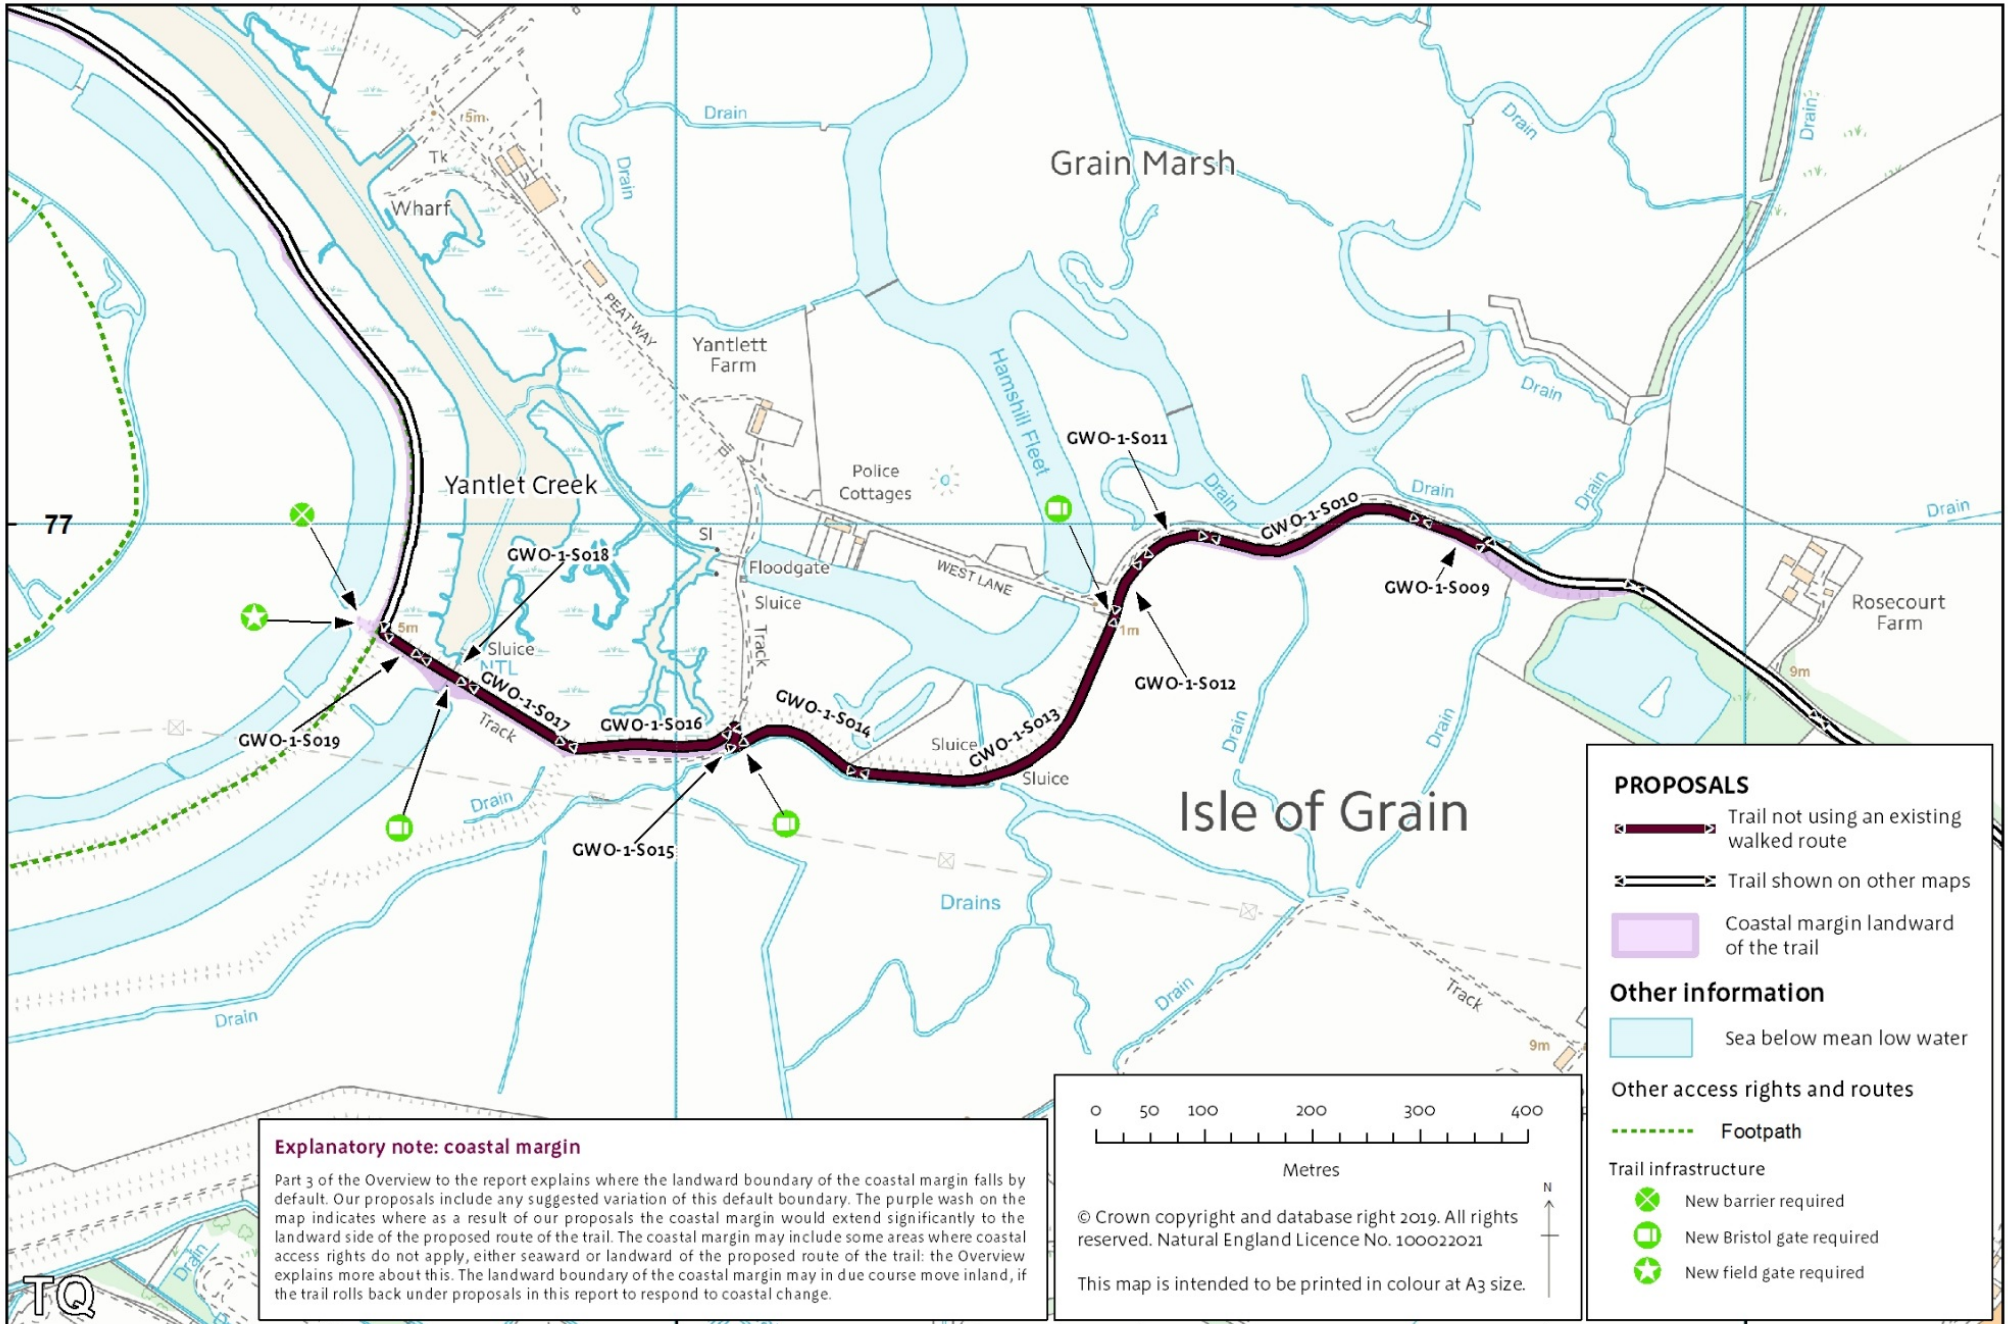 Drain
5m
Tk
Drain
Grain Marsh
Drain
Drain
Wharf
PEAT WAY
Yantlett
Farm
Hamshill Fleet
Drain
GWO-1-S011
Yantlet Creek
Police
Cottages
Drain
Drain
Drain
Drain
77
GWO-1-S010
SI
GWO-1-S018
Floodgate
WEST LANE
GWO-1-S009
Sluice
Rosecourt
Farm
5m
Sluice
NTL
Track
1m
9m
GWO-1-S012
GWO-1-S017
Track
GWO-1-S019
GWO-1-S016
GWO-1-S014
Sluice
GWO-1-S013
Sluice
Drain
Drain
Drain
GWO-1-S015
Isle of Grain
Drains
Drain
Drain
Track
9m
PROPOSALS
Trail not using an existing
walked route
Trail shown on other maps
Coastal margin landward
of the trail
Other information
Sea below mean low water
Other access rights and routes
Footpath
Trail infrastructure
New barrier required
New Bristol gate required
New field gate required
Explanatory note: coastal margin
Part 3 of the Overview to the report explains where the landward boundary of the coastal margin falls by
default. Our proposals include any suggested variation of this default boundary. The purple wash on the
map indicates where as a result of our proposals the coastal margin would extend significantly to the
landward side of the proposed route of the trail. The coastal margin may include some areas where coastal
access rights do not apply, either seaward or landward of the proposed route of the trail: the Overview
explains more about this. The landward boundary of the coastal margin may in due course move inland, if
the trail rolls back under proposals in this report to respond to coastal change.
0 50 100 200 300 400
Metres
N
© Crown copyright and database right 2019. All rights
reserved. Natural England Licence No. 100022021
This map is intended to be printed in colour at A3 size.
Drain
TQ